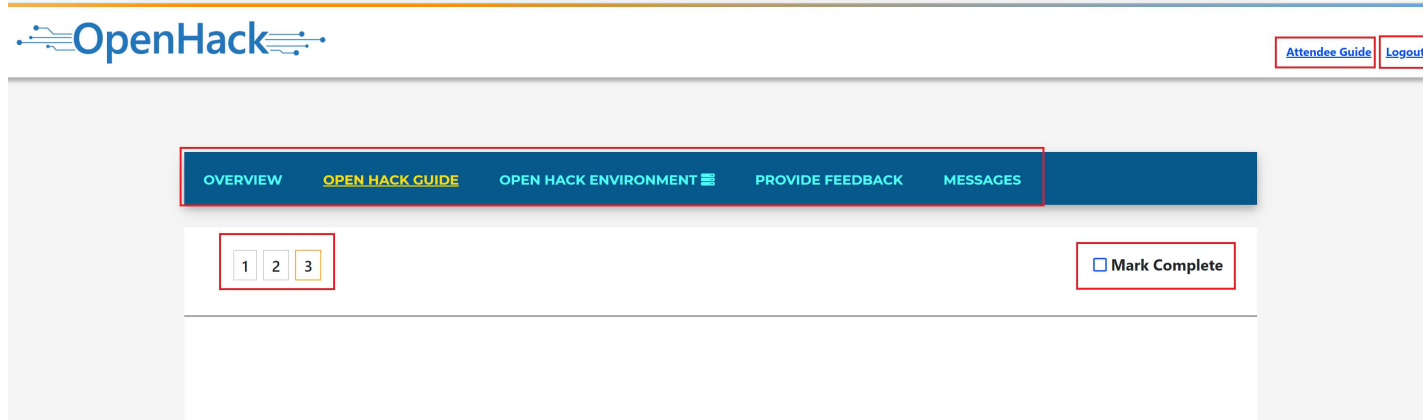 OpenHack
Attendee Guide Logout
OVERVIEW OPEN HACK GUIDE OPEN HACK ENVIRONMENT PROVIDE FEEDBACK MESSAGES
1 2 3 Mark Complete